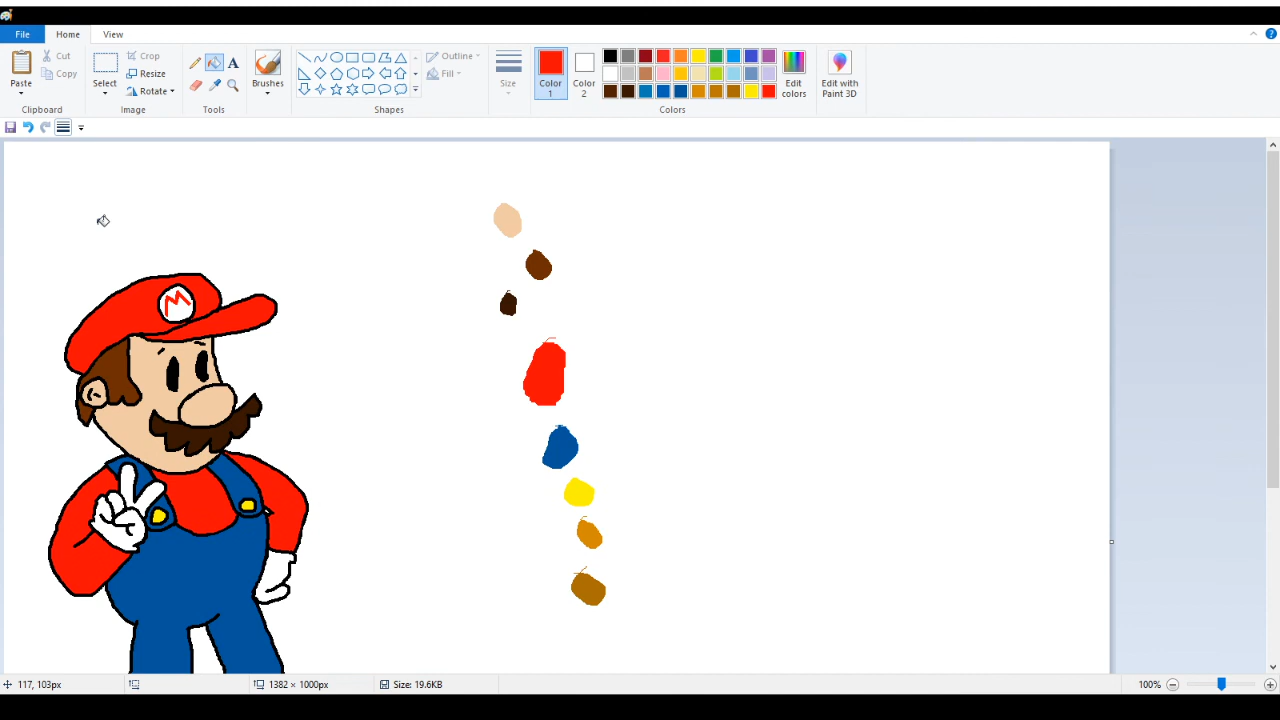 File Home View ?
Paste Cut Copy Clipboard
Select Crop Resize Rotate Image
A Tools
Brushes
Outline Fill Shapes
Size
Color 1 Color 2 Edit colors Colors
Edit with Paint 3D
M
117, 103px 1382 × 1000px Size: 19.6KB 100%